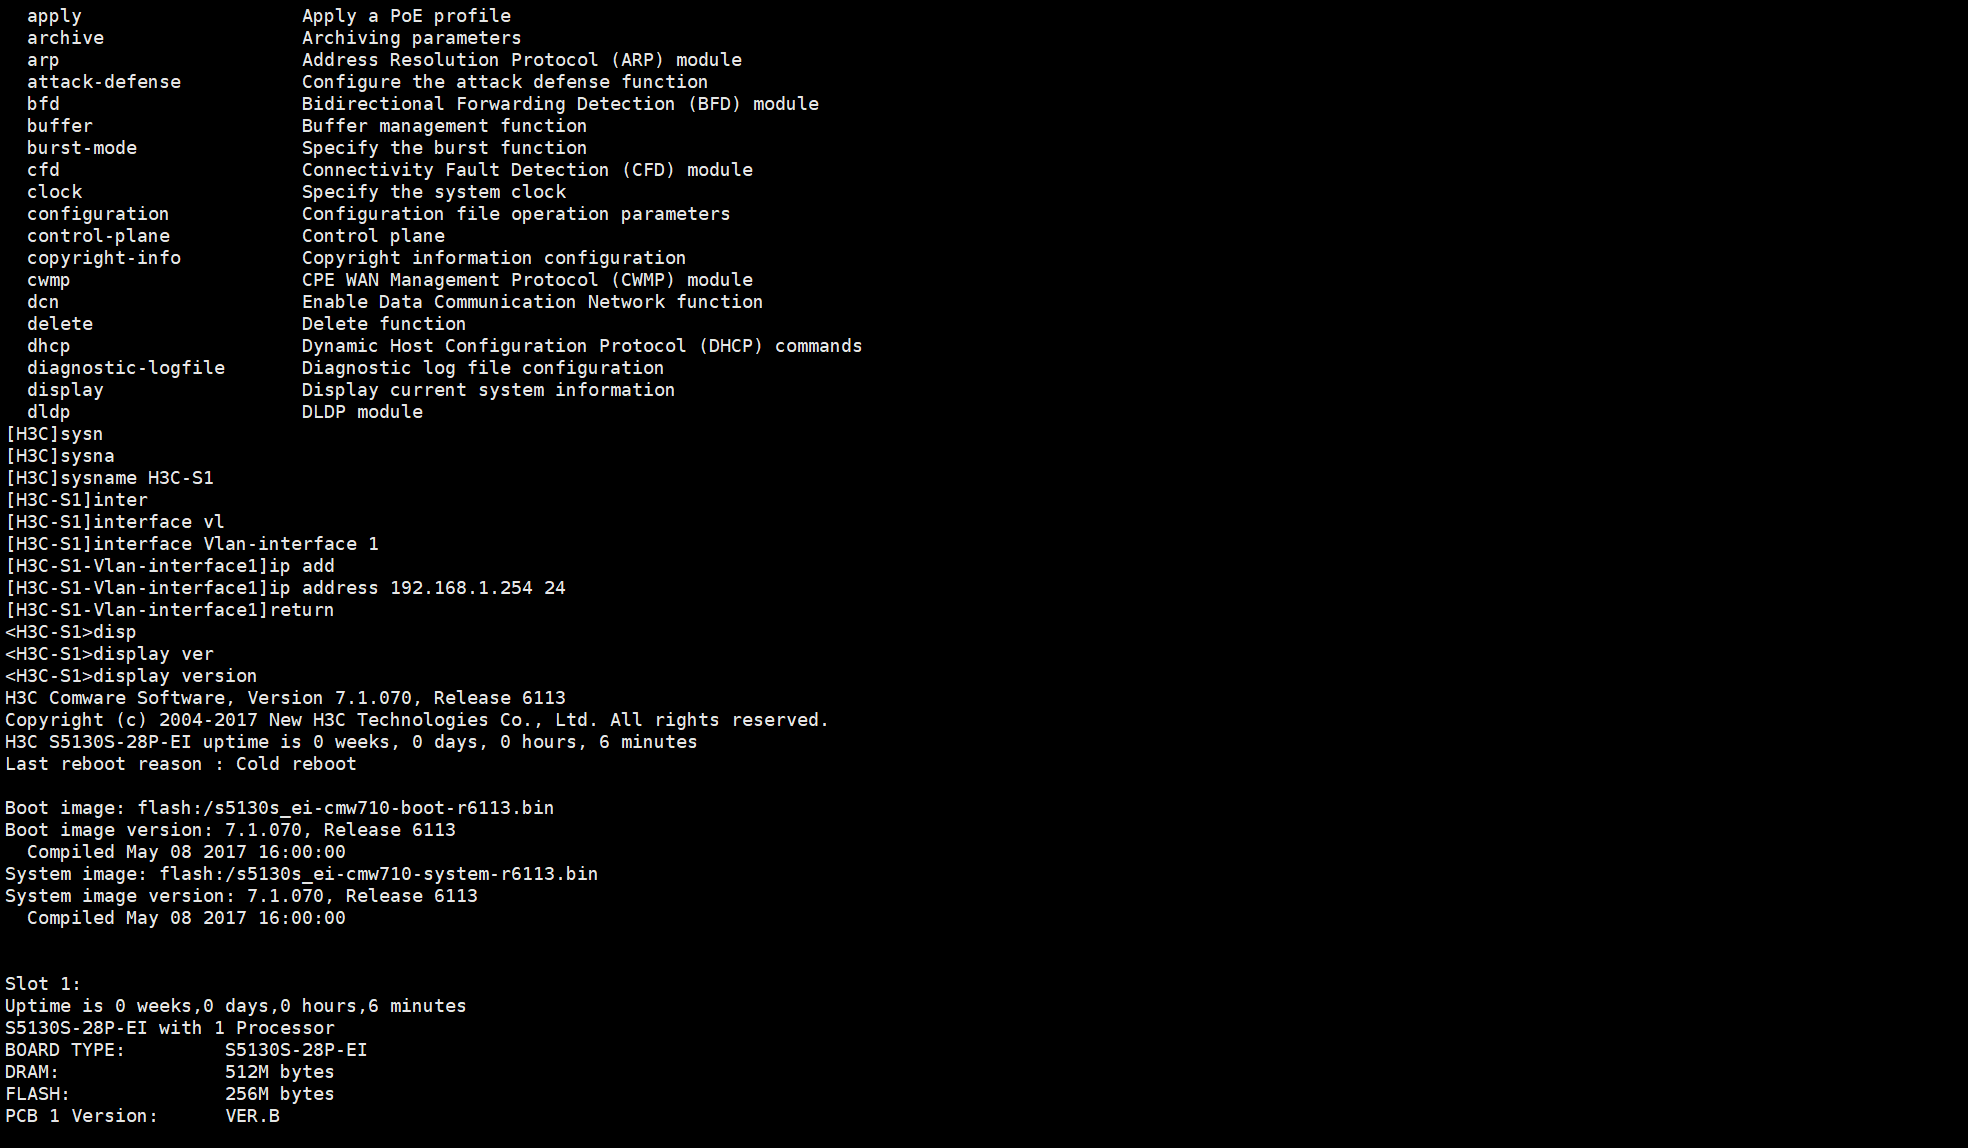 apply                    Apply a PoE profile
archive                  Archiving parameters
arp                      Address Resolution Protocol (ARP) module
attack-defense           Configure the attack defense function
bfd                      Bidirectional Forwarding Detection (BFD) module
buffer                   Buffer management function
burst-mode               Specify the burst function
cfd                      Connectivity Fault Detection (CFD) module
clock                    Specify the system clock
configuration            Configuration file operation parameters
control-plane            Control plane
copyright-info           Copyright information configuration
cwmp                     CPE WAN Management Protocol (CWMP) module
dcn                      Enable Data Communication Network function
delete                   Delete function
dhcp                     Dynamic Host Configuration Protocol (DHCP) commands
diagnostic-logfile       Diagnostic log file configuration
display                  Display current system information
dldp                     DLDP module
[H3C]sysn
[H3C]sysna
[H3C]sysname H3C-S1
[H3C-S1]inter
[H3C-S1]interface vl
[H3C-S1]interface Vlan-interface 1
[H3C-S1-Vlan-interface1]ip add
[H3C-S1-Vlan-interface1]ip address 192.168.1.254 24
[H3C-S1-Vlan-interface1]return
<H3C-S1>disp
<H3C-S1>display ver
<H3C-S1>display version
H3C Comware Software, Version 7.1.070, Release 6113
Copyright (c) 2004-2017 New H3C Technologies Co., Ltd. All rights reserved.
H3C S5130S-28P-EI uptime is 0 weeks, 0 days, 0 hours, 6 minutes
Last reboot reason : Cold reboot

Boot image: flash:/s5130s_ei-cmw710-boot-r6113.bin
Boot image version: 7.1.070, Release 6113
  Compiled May 08 2017 16:00:00
System image: flash:/s5130s_ei-cmw710-system-r6113.bin
System image version: 7.1.070, Release 6113
  Compiled May 08 2017 16:00:00

Slot 1:
Uptime is 0 weeks,0 days,0 hours,6 minutes
S5130S-28P-EI with 1 Processor
BOARD TYPE:         S5130S-28P-EI
DRAM:               512M bytes
FLASH:              256M bytes
PCB 1 Version:      VER.B